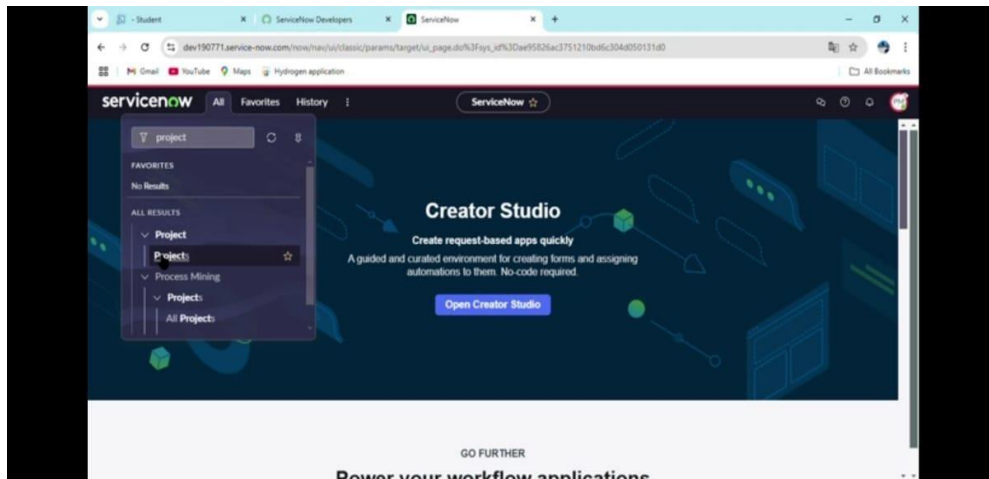 - Student
ServiceNow Developers
ServiceNow
dev190771.service-now.com/now/nav/ui/classic/params/target/ui_page.do%3Fsys_id%3Dae95826ac3751210bd6c304d050131d0
Gmail
YouTube
Maps
Hydrogen application
All Bookmarks
servicenow
All
Favorites
History
ServiceNow
project
FAVORITES
No Results
ALL RESULTS
Project
Projects
Process Mining
Projects
All Projects
Creator Studio
Create request-based apps quickly
A guided and curated environment for creating forms and assigning
automations to them. No-code required.
Open Creator Studio
GO FURTHER
Power your workflow applications